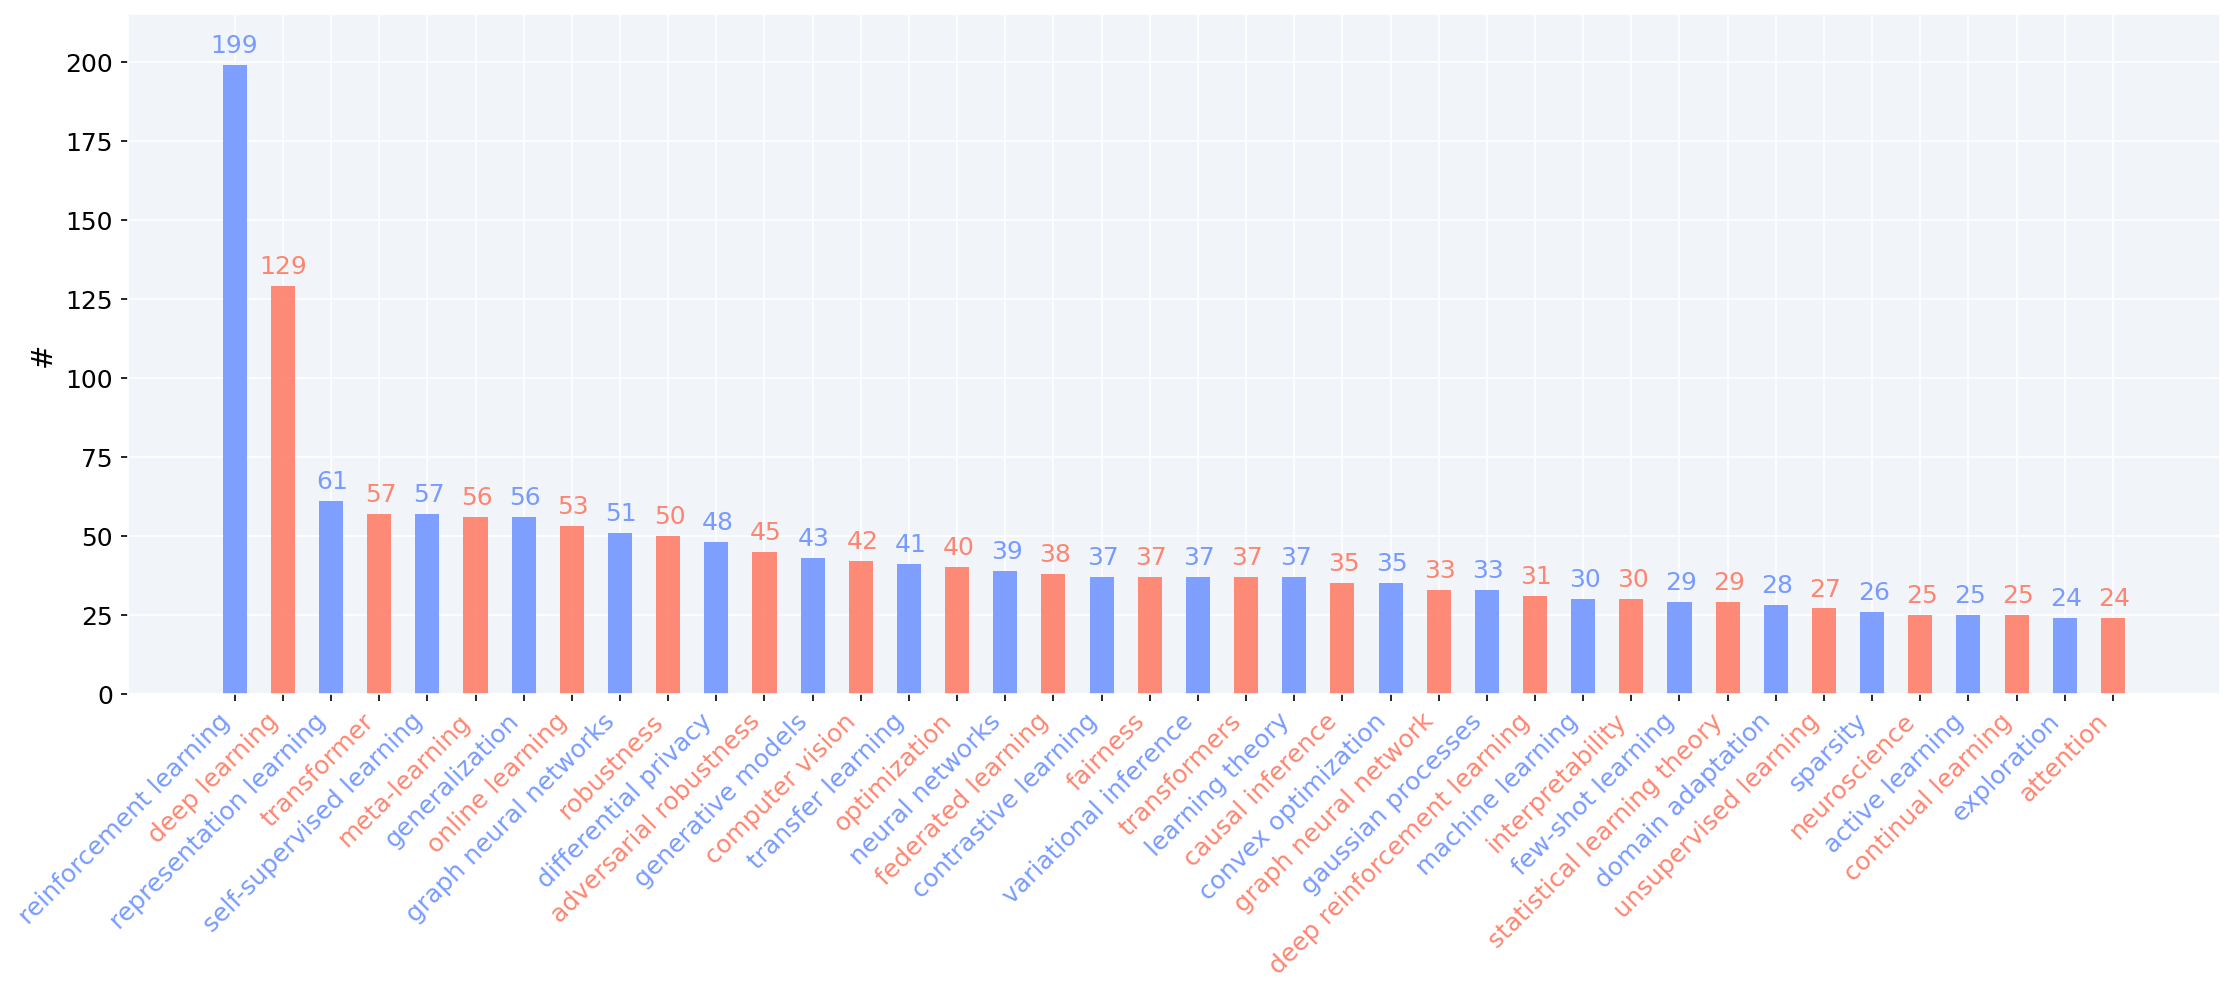 #
200
175
150
125
100
75
50
25
0
199
129
61
57
57
56
56
53
51
50
48
45
43
42
41
40
39
38
37
37
37
37
37
35
35
33
33
31
30
30
29
29
28
27
26
25
25
25
24
24
reinforcement learning
deep learning
representation learning
transformer
self-supervised learning
meta-learning
generalization
online learning
graph neural networks
robustness
differential privacy
adversarial robustness
generative models
computer vision
transfer learning
optimization
neural networks
federated learning
contrastive learning
fairness
variational inference
transformers
learning theory
causal inference
convex optimization
graph neural network
gaussian processes
deep reinforcement learning
machine learning
interpretability
few-shot learning
statistical learning theory
domain adaptation
unsupervised learning
sparsity
neuroscience
active learning
continual learning
exploration
attention